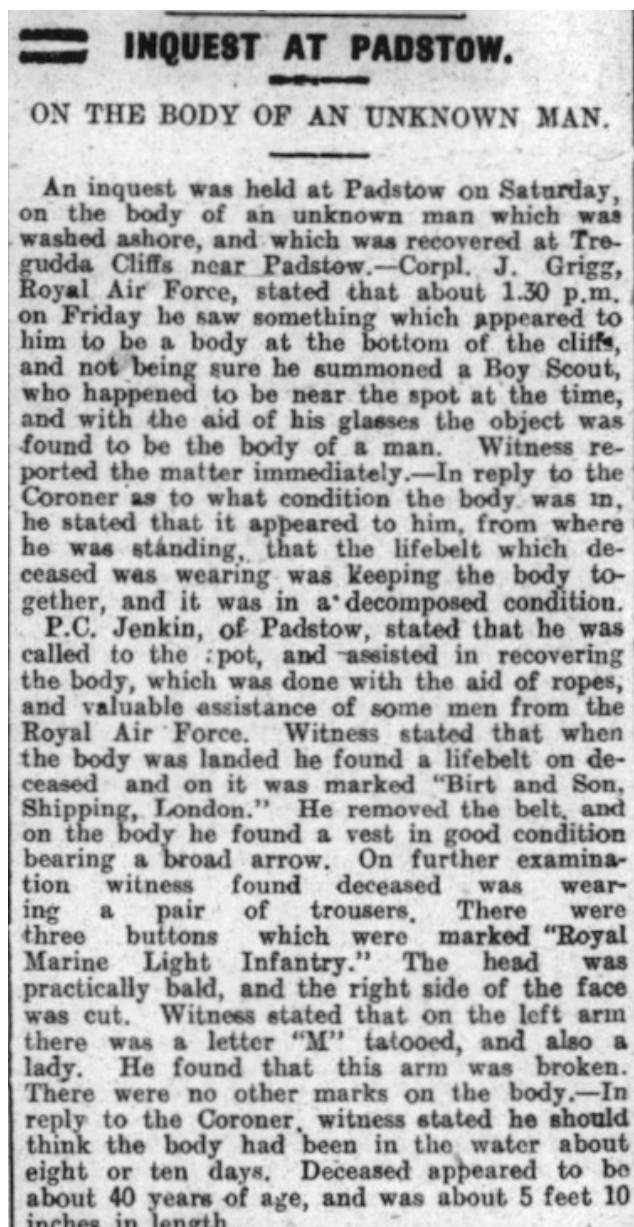 INQUEST AT PADSTOW.
ON THE BODY OF AN UNKNOWN MAN.
An inquest was held at Padstow on Saturday,
on the body of an unknown man which was
washed ashore, and which was recovered at Tre-
gudda Cliffs near Padstow.—Corpl. J. Grigg,
Royal Air Force, stated that about 1.30 p.m.
on Friday he saw something which appeared to
him to be a body at the bottom of the cliffs,
and not being sure he summoned a Boy Scout,
who happened to be near the spot at the time,
and with the aid of his glasses the object was
found to be the body of a man. Witness re-
ported the matter immediately.—In reply to the
Coroner as to what condition the body was in,
he stated that it appeared to him, from where
he was standing, that the lifebelt which de-
ceased was wearing was keeping the body to-
gether, and it was in a decomposed condition.
P.C. Jenkin, of Padstow, stated that he was
called to the spot, and assisted in recovering
the body, which was done with the aid of ropes,
and valuable assistance of some men from the
Royal Air Force. Witness stated that when
the body was landed he found a lifebelt on de-
ceased and on it was marked "Birt and Son,
Shipping, London." He removed the belt, and
on the body he found a vest in good condition
bearing a broad arrow. On further examina-
tion witness found deceased was wear-
ing a pair of trousers. There were
three buttons which were marked "Royal
Marine Light Infantry." The head was
practically bald, and the right side of the face
was cut. Witness stated that on the left arm
there was a letter "M" tatooed, and also a
lady. He found that this arm was broken.
There were no other marks on the body.—In
reply to the Coroner, witness stated he should
think the body had been in the water about
eight or ten days. Deceased appeared to be
about 40 years of age, and was about 5 feet 10
inches in length